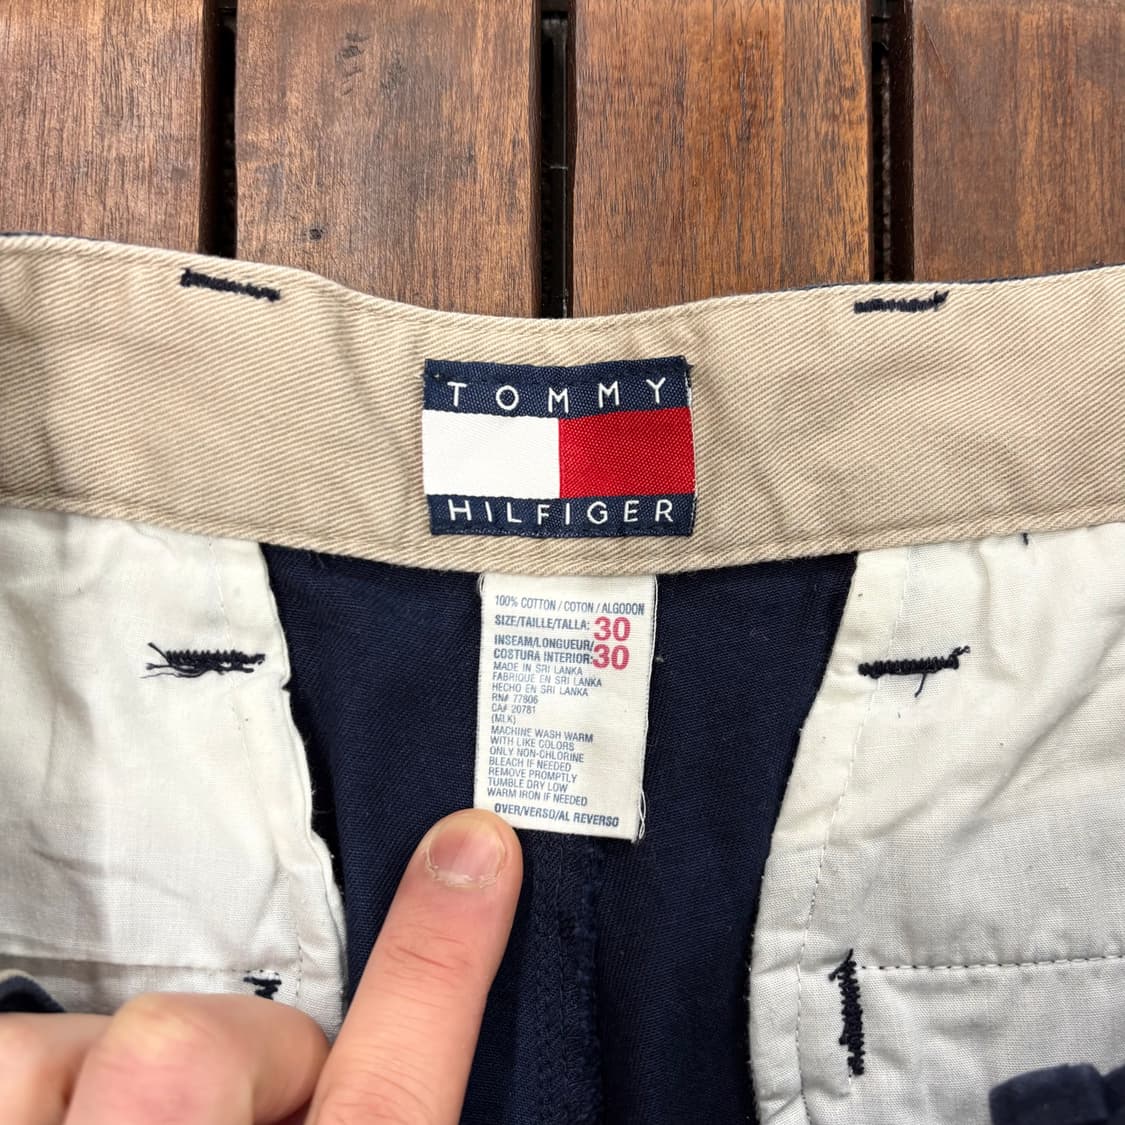 TOMMY
HILFIGER
100% COTTON / COTON / ALGODON
SIZE/TAILLE/TALLA: 30
INSEAM/LONGUEUR/
COSTURA INTERIOR: 30
MADE IN SRI LANKA
FABRIQUE EN SRI LANKA
HECHO EN SRI LANKA
RN# 77806
CA# 20781
(MLK)
MACHINE WASH WARM
WITH LIKE COLORS
ONLY NON-CHLORINE
BLEACH IF NEEDED
REMOVE PROMPTLY
TUMBLE DRY LOW
WARM IRON IF NEEDED
OVER/VERSO/AL REVERSO